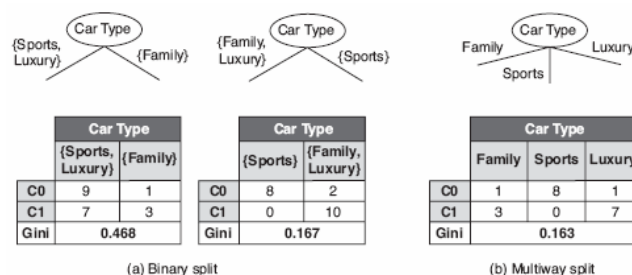 Car Type
{Sports,
Luxury}
{Family}
Car Type
{Family,
Luxury}
{Sports}
Car Type
Family
Sports
Luxury
Car Type
{Sports,
Luxury} {Family}
C0 9 1
C1 7 3
Gini 0.468
Car Type
{Sports} {Family,
Luxury}
C0 8 2
C1 0 10
Gini 0.167
(a) Binary split
Car Type
Family Sports Luxury
C0 1 8 1
C1 3 0 7
Gini 0.163
(b) Multiway split